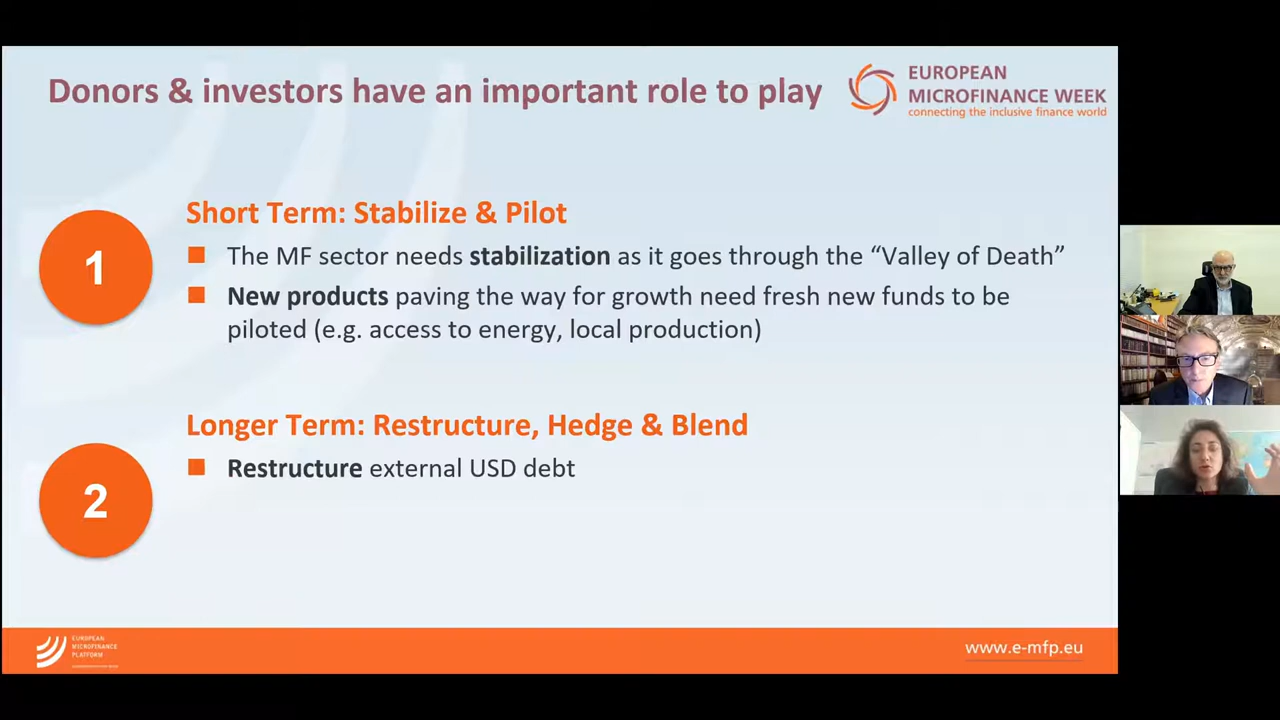 Donors & investors have an important role to play
EUROPEAN
MICROFINANCE WEEK
connecting the inclusive finance world
1
Short Term: Stabilize & Pilot
The MF sector needs stabilization as it goes through the “Valley of Death”
New products paving the way for growth need fresh new funds to be
piloted (e.g. access to energy, local production)
2
Longer Term: Restructure, Hedge & Blend
Restructure external USD debt
EUROPEAN
MICROFINANCE
PLATFORM
www.e-mfp.eu